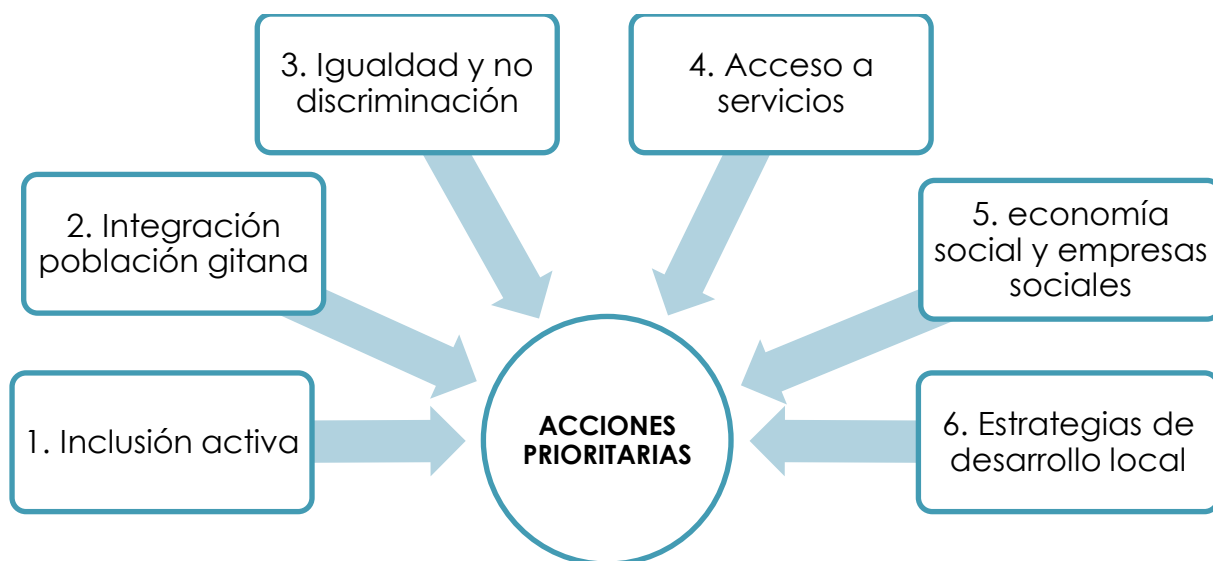 3. Igualdad y no
discriminación
4. Acceso a
servicios
2. Integración
población gitana
5. economía
social y empresas
sociales
1. Inclusión activa
ACCIONES
PRIORITARIAS
6. Estrategias de
desarrollo local